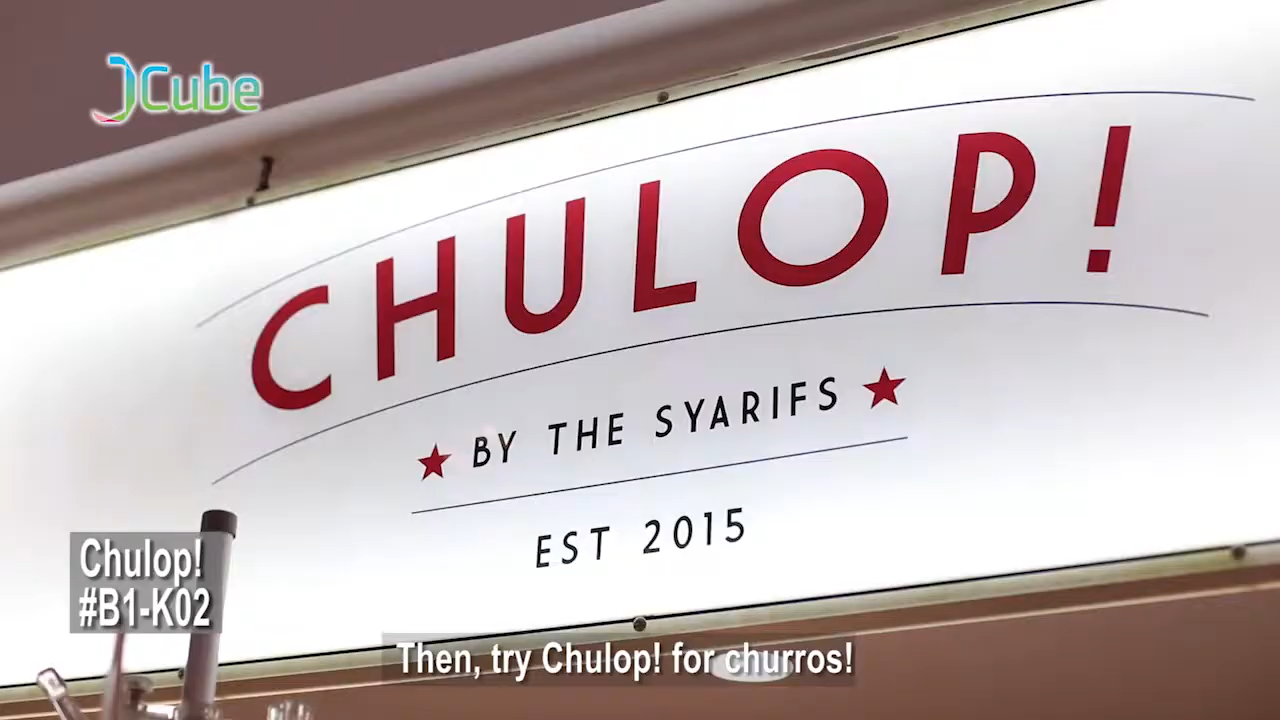 JCube
CHULOP!
BY THE SYARIFS
EST 2015
Chulop!
#B1-K02
Then, try Chulop! for churros!